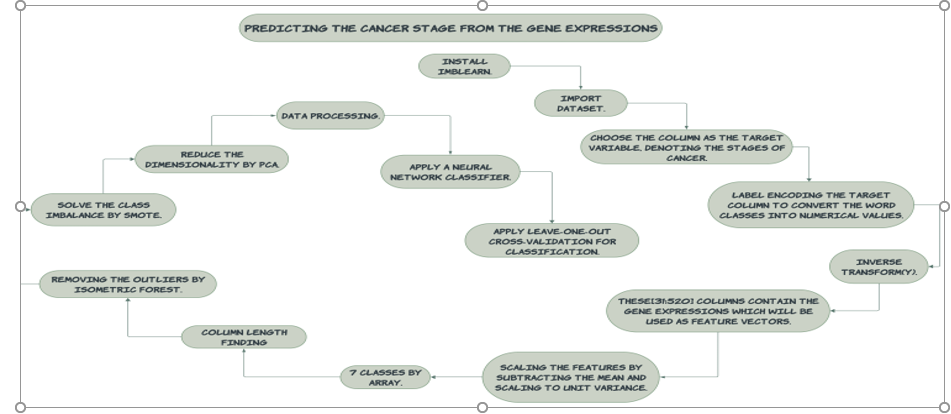 PREDICTING THE CANCER STAGE FROM THE GENE EXPRESSIONS
INSTALL
IMBLEARN.
IMPORT
DATASET.
CHOOSE THE COLUMN AS THE TARGET
VARIABLE, DENOTING THE STAGES OF
CANCER.
LABEL ENCODING THE TARGET
COLUMN TO CONVERT THE WORD
CLASSES INTO NUMERICAL VALUES.
INVERSE
TRANSFORM(Y).
THESE[31:520] COLUMNS CONTAIN THE
GENE EXPRESSIONS WHICH WILL BE
USED AS FEATURE VECTORS.
SCALING THE FEATURES BY
SUBTRACTING THE MEAN AND
SCALING TO UNIT VARIANCE.
7 CLASSES BY
ARRAY.
COLUMN LENGTH
FINDING
REMOVING THE OUTLIERS BY
ISOMETRIC FOREST.
SOLVE THE CLASS
IMBALANCE BY SMOTE.
REDUCE THE
DIMENSIONALITY BY PCA.
DATA PROCESSING.
APPLY A NEURAL
NETWORK CLASSIFIER.
APPLY LEAVE-ONE-OUT
CROSS-VALIDATION FOR
CLASSIFICATION.